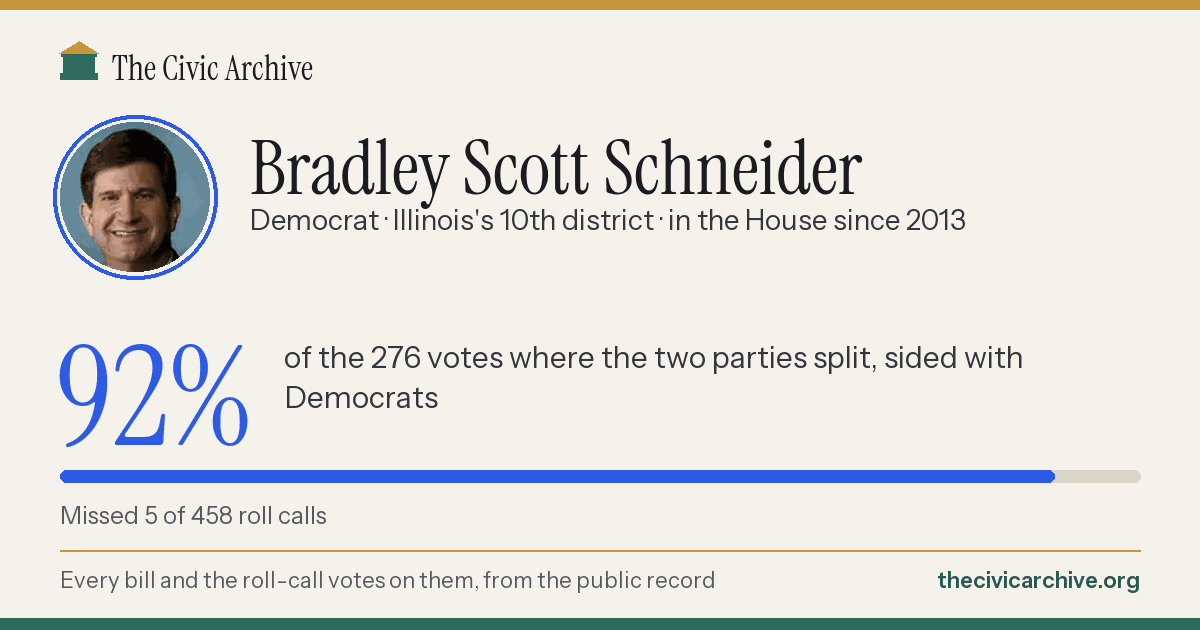 The Civic Archive
Bradley Scott Schneider
Democrat · Illinois's 10th district · in the House since 2013
92%
of the 276 votes where the two parties split, sided with
Democrats
Missed 5 of 458 roll calls
Every bill and the roll-call votes on them, from the public record
thecivicarchive.org